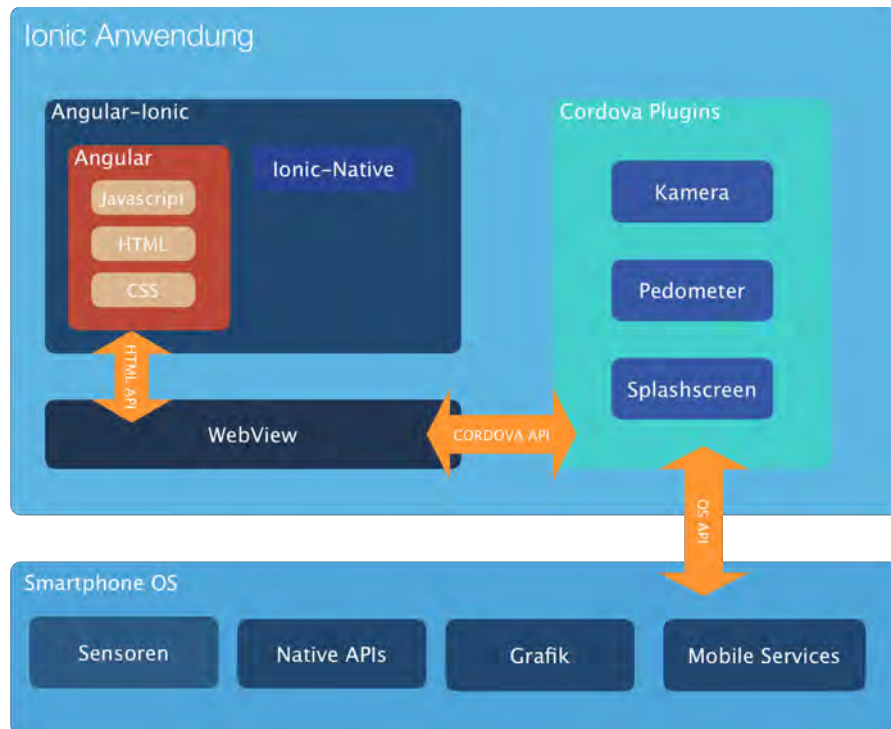 Ionic Anwendung
Angular-Ionic
Angular
Javascript
HTML
CSS
Ionic-Native
HTML API
WebView
CORDOVA API
Cordova Plugins
Kamera
Pedometer
Splashscreen
OS API
Smartphone OS
Sensoren
Native APIs
Grafik
Mobile Services